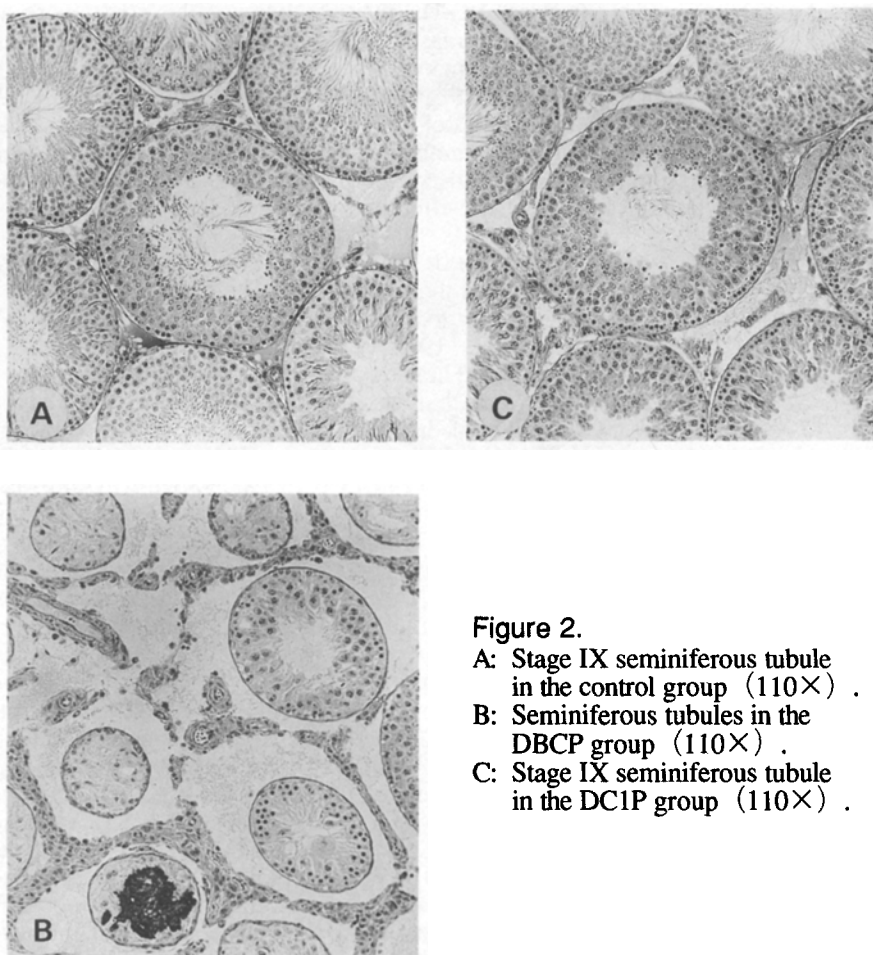 A
C
B
Figure 2.
A: Stage IX seminiferous tubule
in the control group (110×) .
B: Seminiferous tubules in the
DBCP group (110×) .
C: Stage IX seminiferous tubule
in the DC1P group (110×) .